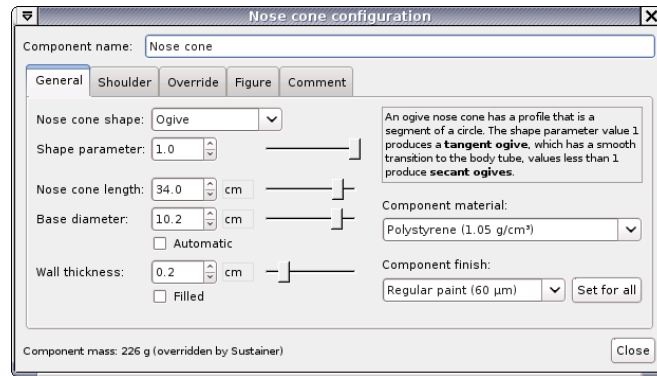 Nose cone configuration
Component name: Nose cone
General Shoulder Override Figure Comment
Nose cone shape: Ogive
Shape parameter: 1.0
Nose cone length: 34.0 cm
Base diameter: 10.2 cm
Automatic
Wall thickness: 0.2 cm
Filled
An ogive nose cone has a profile that is a
segment of a circle. The shape parameter value 1
produces a tangent ogive, which has a smooth
transition to the body tube, values less than 1
produce secant ogives.
Component material:
Polystyrene (1.05 g/cm³)
Component finish:
Regular paint (60 µm) Set for all
Component mass: 226 g (overridden by Sustainer) Close